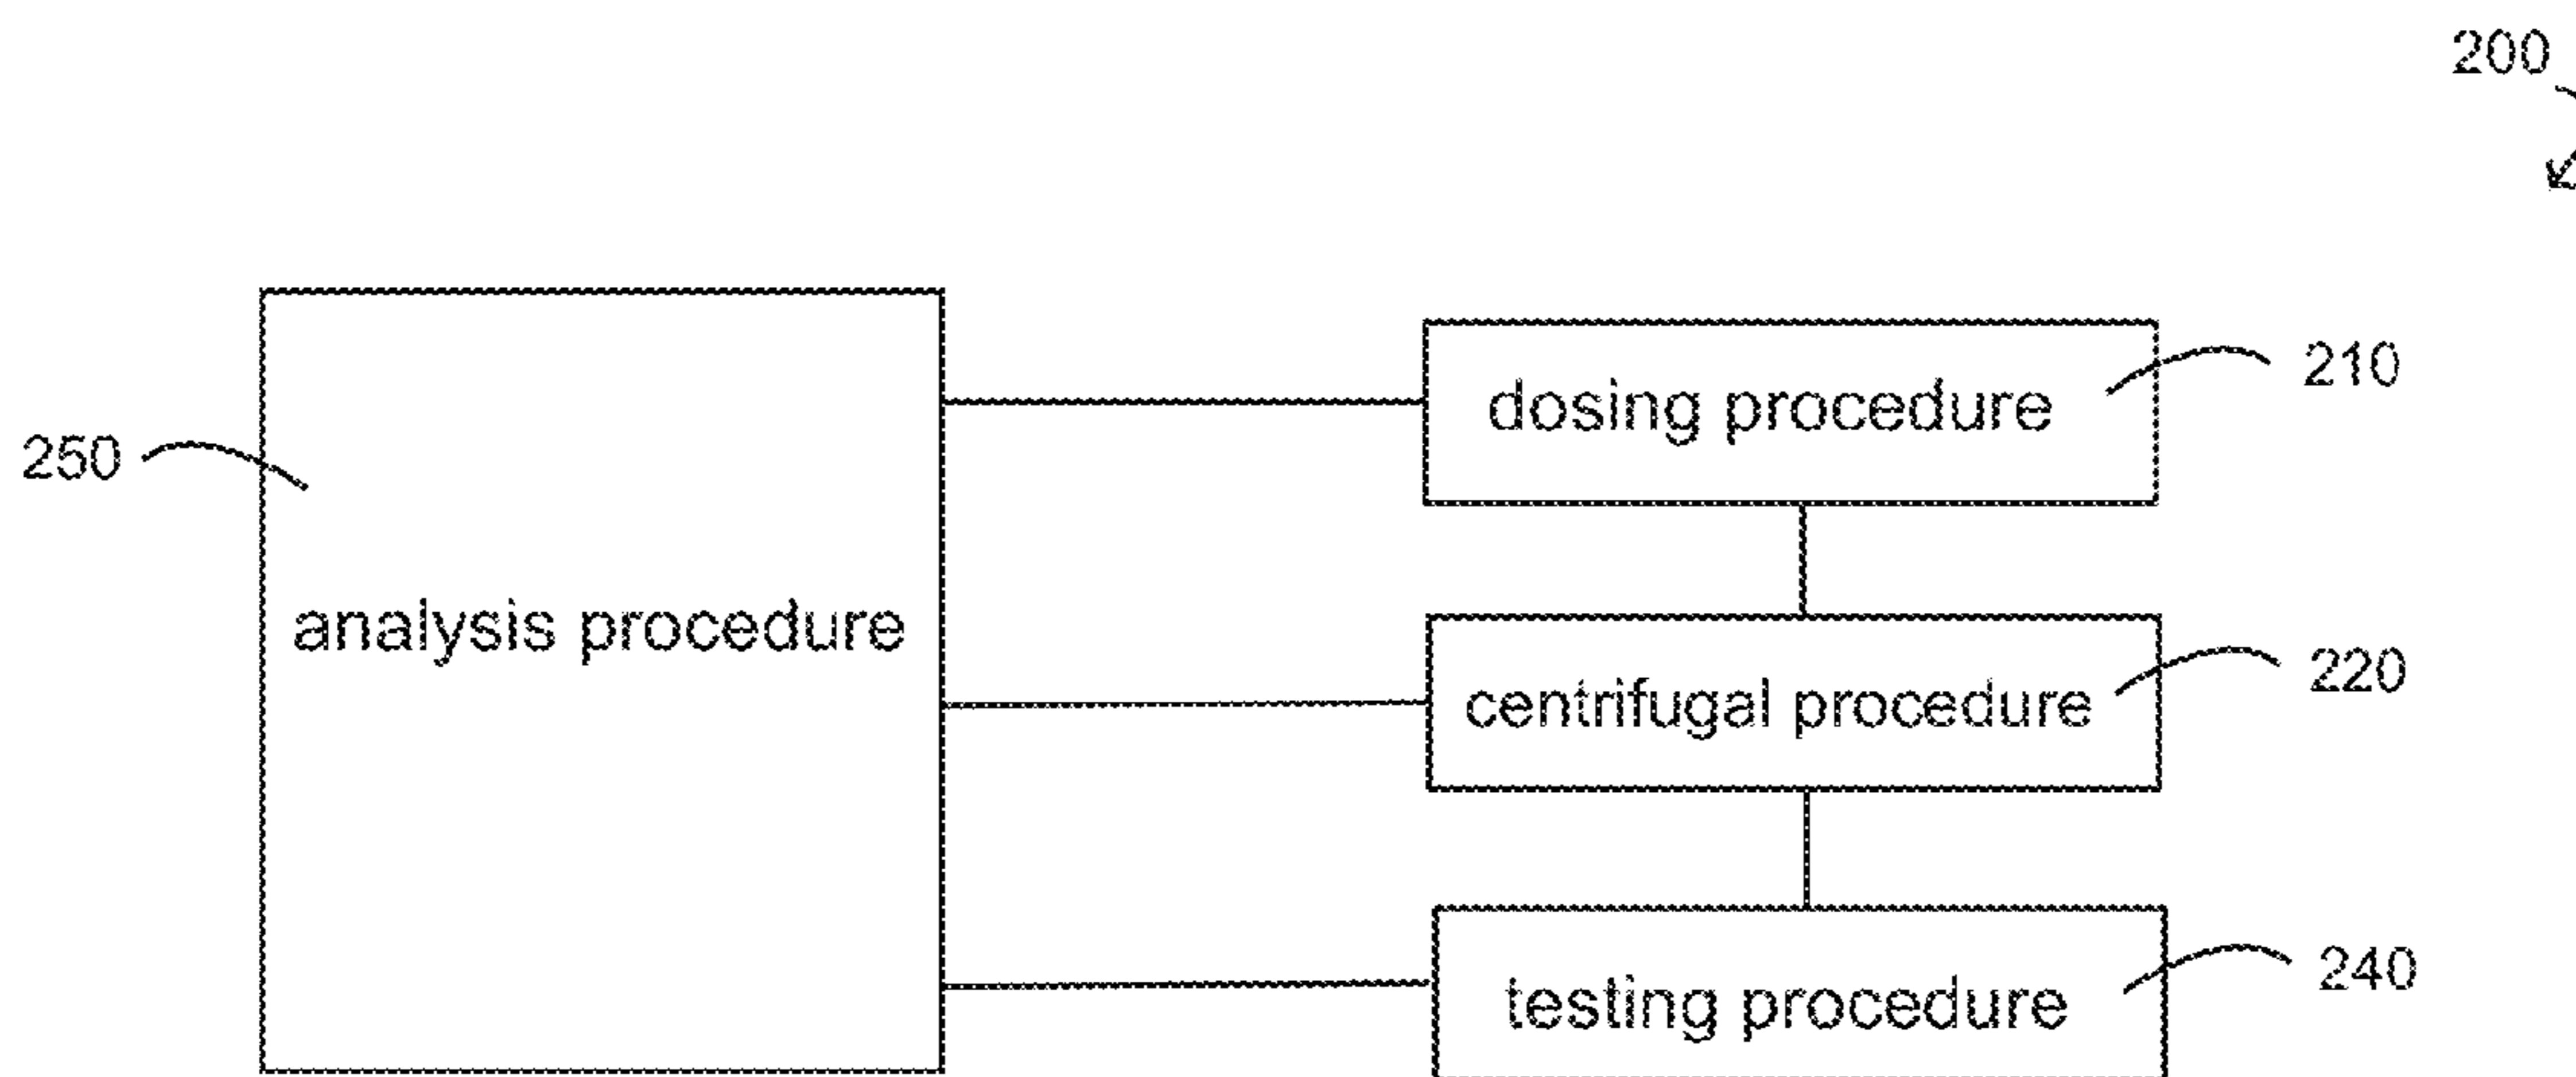 200
dosing procedure
210
250
analysis procedure
centrifugal procedure
220
testing procedure
240